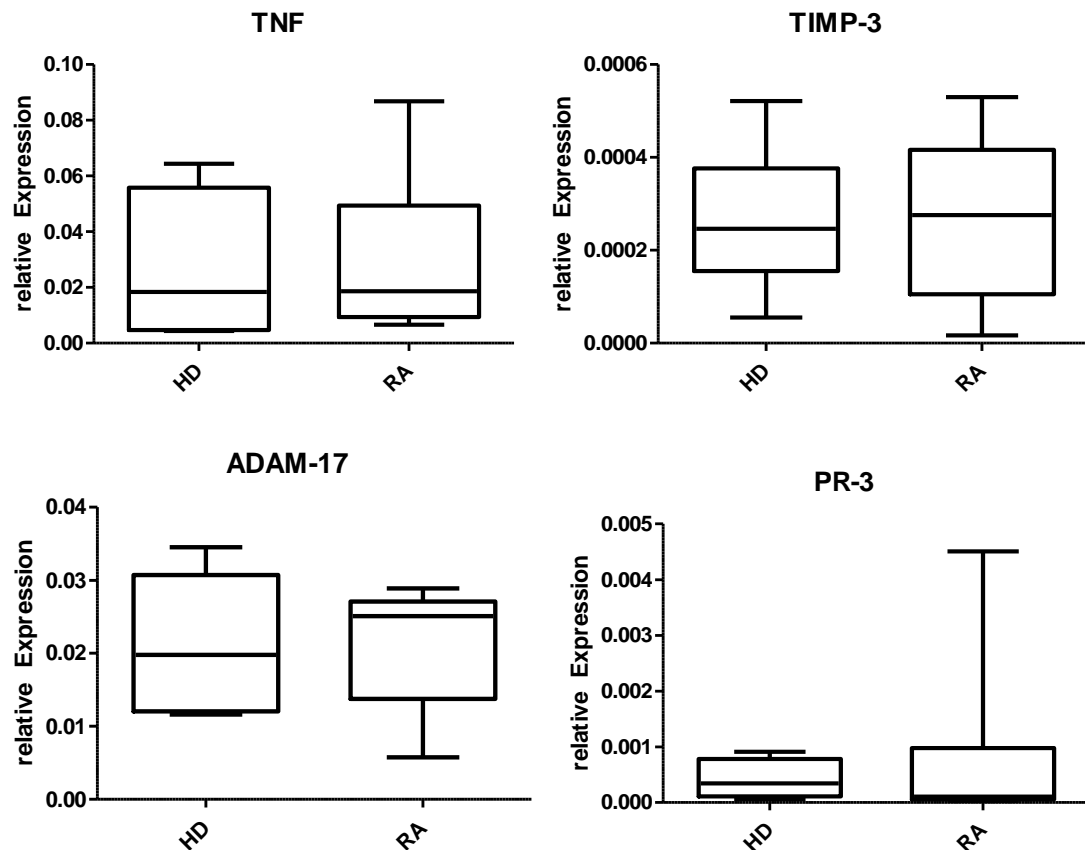 TNF
relative Expression
0.10
0.08
0.06
0.04
0.02
0.00
HD
RA
TIMP-3
relative Expression
0.0006
0.0004
0.0002
0.0000
HD
RA
ADAM-17
relative Expression
0.04
0.03
0.02
0.01
0.00
HD
RA
PR-3
relative Expression
0.005
0.004
0.003
0.002
0.001
0.000
HD
RA